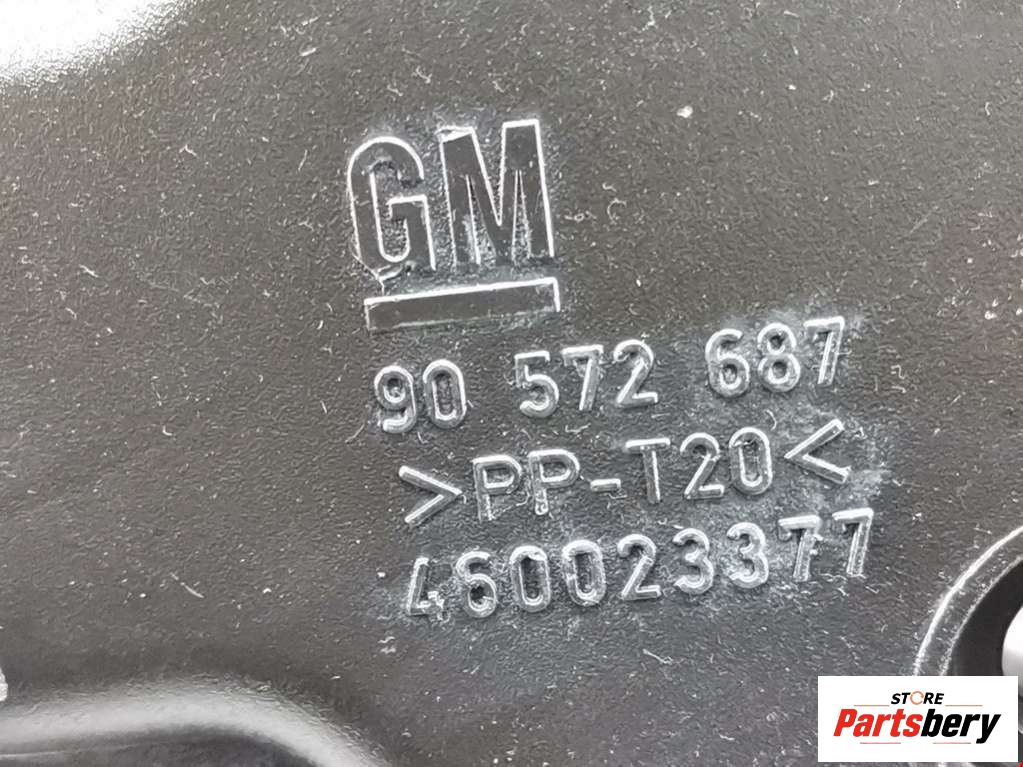 GM
90 572 687
>PP-T20<
460023377
STORE
Partsbery